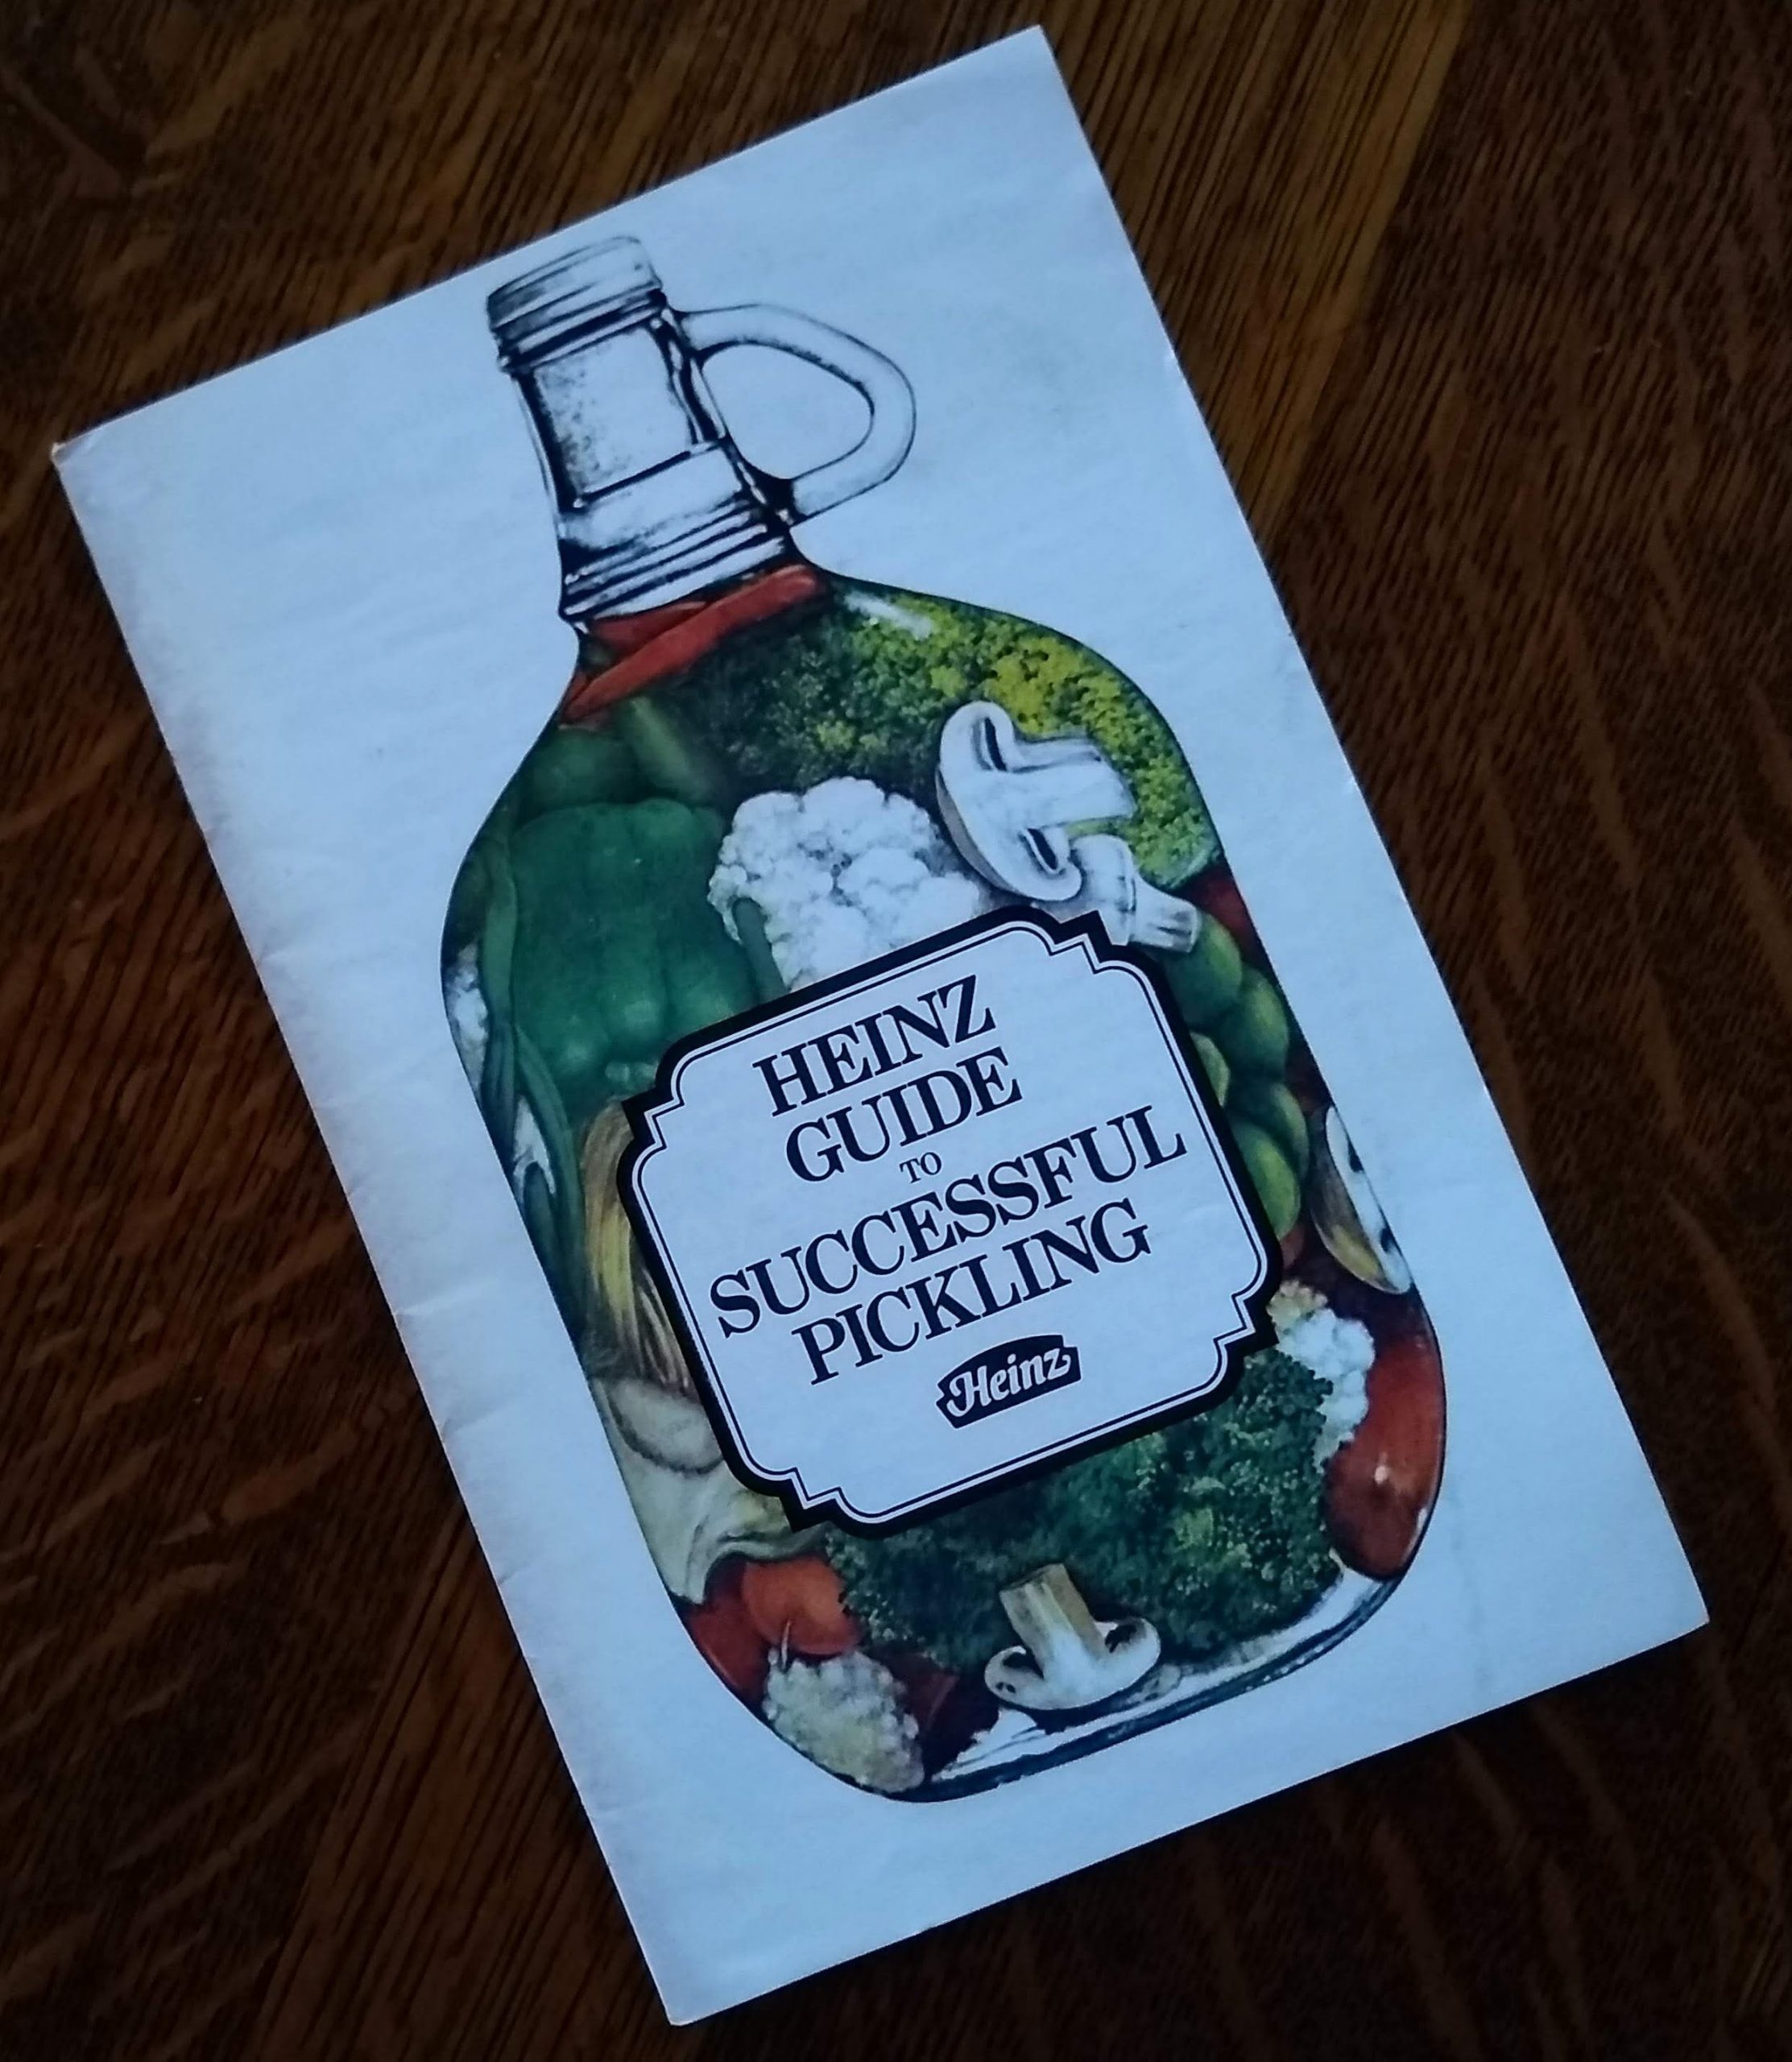 HEINZ
GUIDE
TO
SUCCESSFUL
PICKLING
Heinz